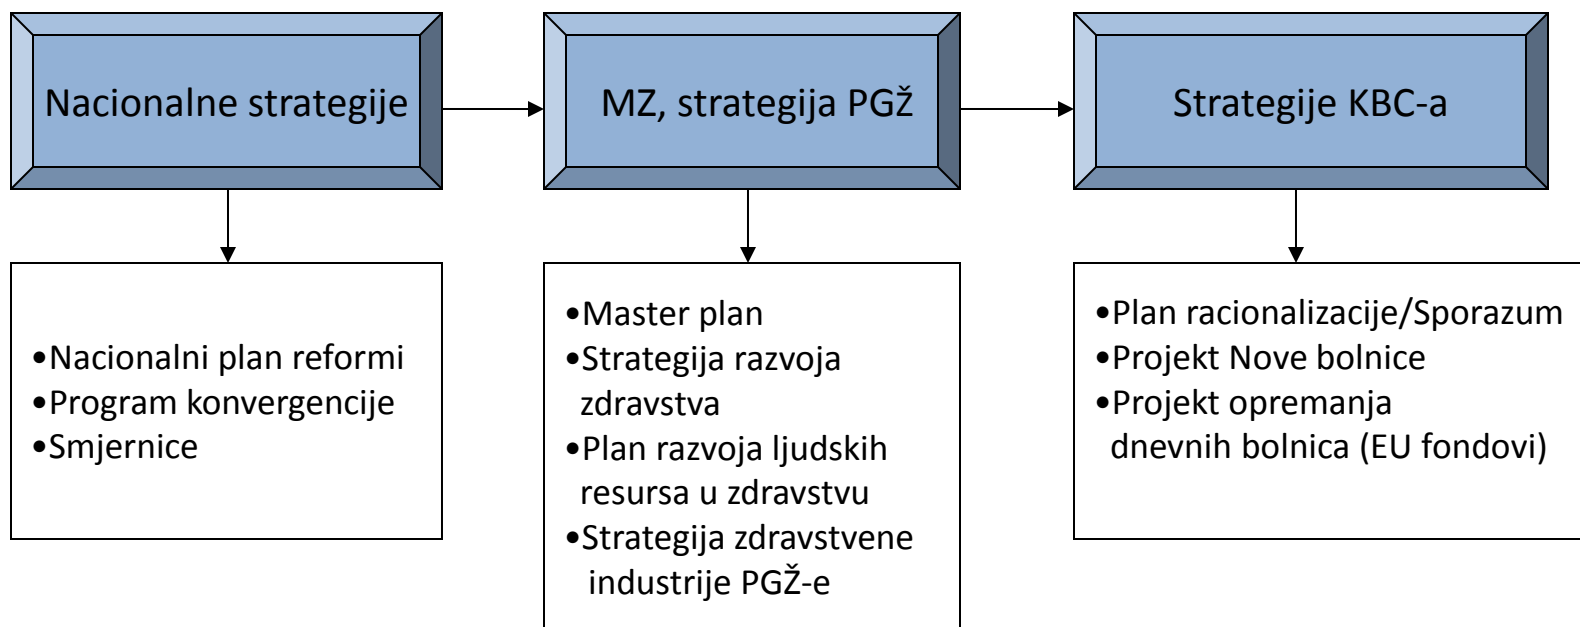 Nacionalne strategije
MZ, strategija PGŽ
Strategije KBC-a
•Nacionalni plan reformi
•Program konvergencije
•Smjernice
•Master plan
•Strategija razvoja
zdravstva
•Plan razvoja ljudskih
resursa u zdravstvu
•Strategija zdravstvene
industrije PGŽ-e
•Plan racionalizacije/Sporazum
•Projekt Nove bolnice
•Projekt opremanja
dnevnih bolnica (EU fondovi)